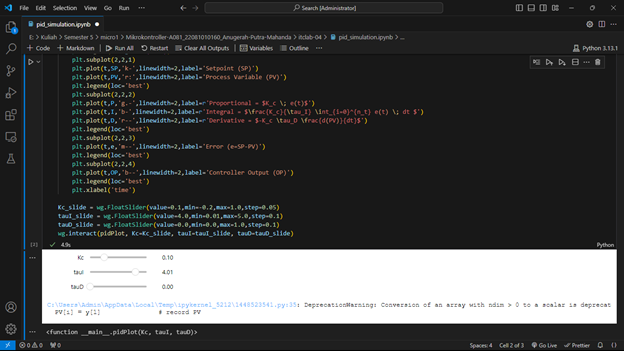 File Edit Selection View Go Run ...
Search [Administrator]
pid_simulation.ipynb
E: > Kuliah > Semester 5 > micro1 > Mikrokontroler-A081_22081010160_Anugerah-Putra-Mahanda > itclab-04 > pid_simulation.ipynb > ...
+ Code + Markdown Run All Restart Clear All Outputs Variables Outline ... Python 3.13.1
plt.subplot(2,2,1)
plt.plot(t,SP,'k-',linewidth=2,label='Setpoint (SP)')
plt.plot(t,PV,'r:',linewidth=2,label='Process Variable (PV)')
plt.legend(loc='best')
plt.subplot(2,2,2)
plt.plot(t,P,'g.-',linewidth=2,label=r'Proportional = $K_c \; e(t)$')
plt.plot(t,I,'b-',linewidth=2,label=r'Integral = $\frac{K_c}{\tau_I} \int_{i=0}^{n_t} e(t) \; dt $')
plt.plot(t,D,'r--',linewidth=2,label=r'Derivative = $-K_c \tau_D \frac{d(PV)}{dt}$')
plt.legend(loc='best')
plt.subplot(2,2,3)
plt.plot(t,e,'m--',linewidth=2,label='Error (e=SP-PV)')
plt.legend(loc='best')
plt.subplot(2,2,4)
plt.plot(t,OP,'b--',linewidth=2,label='Controller Output (OP)')
plt.legend(loc='best')
plt.xlabel('time')
Kc_slide = wg.FloatSlider(value=0.1,min=-0.2,max=1.0,step=0.05)
tauI_slide = wg.FloatSlider(value=4.0,min=0.01,max=5.0,step=0.1)
tauD_slide = wg.FloatSlider(value=0.0,min=0.0,max=1.0,step=0.1)
wg.interact(pidPlot, Kc=Kc_slide, tauI=tauI_slide, tauD=tauD_slide)
[3] 4.9s Python
Kc 0.10
tauI 4.01
tauD 0.00
C:\Users\Admin\AppData\Local\Temp\ipykernel_5212\1448523541.py:35: DeprecationWarning: Conversion of an array with ndim > 0 to a scalar is deprecat
PV[i] = y[1] # record PV
<function __main__.pidPlot(Kc, tauI, tauD)>
0 0 0 Spaces: 4 Cell 2 of 3 Go Live Prettier